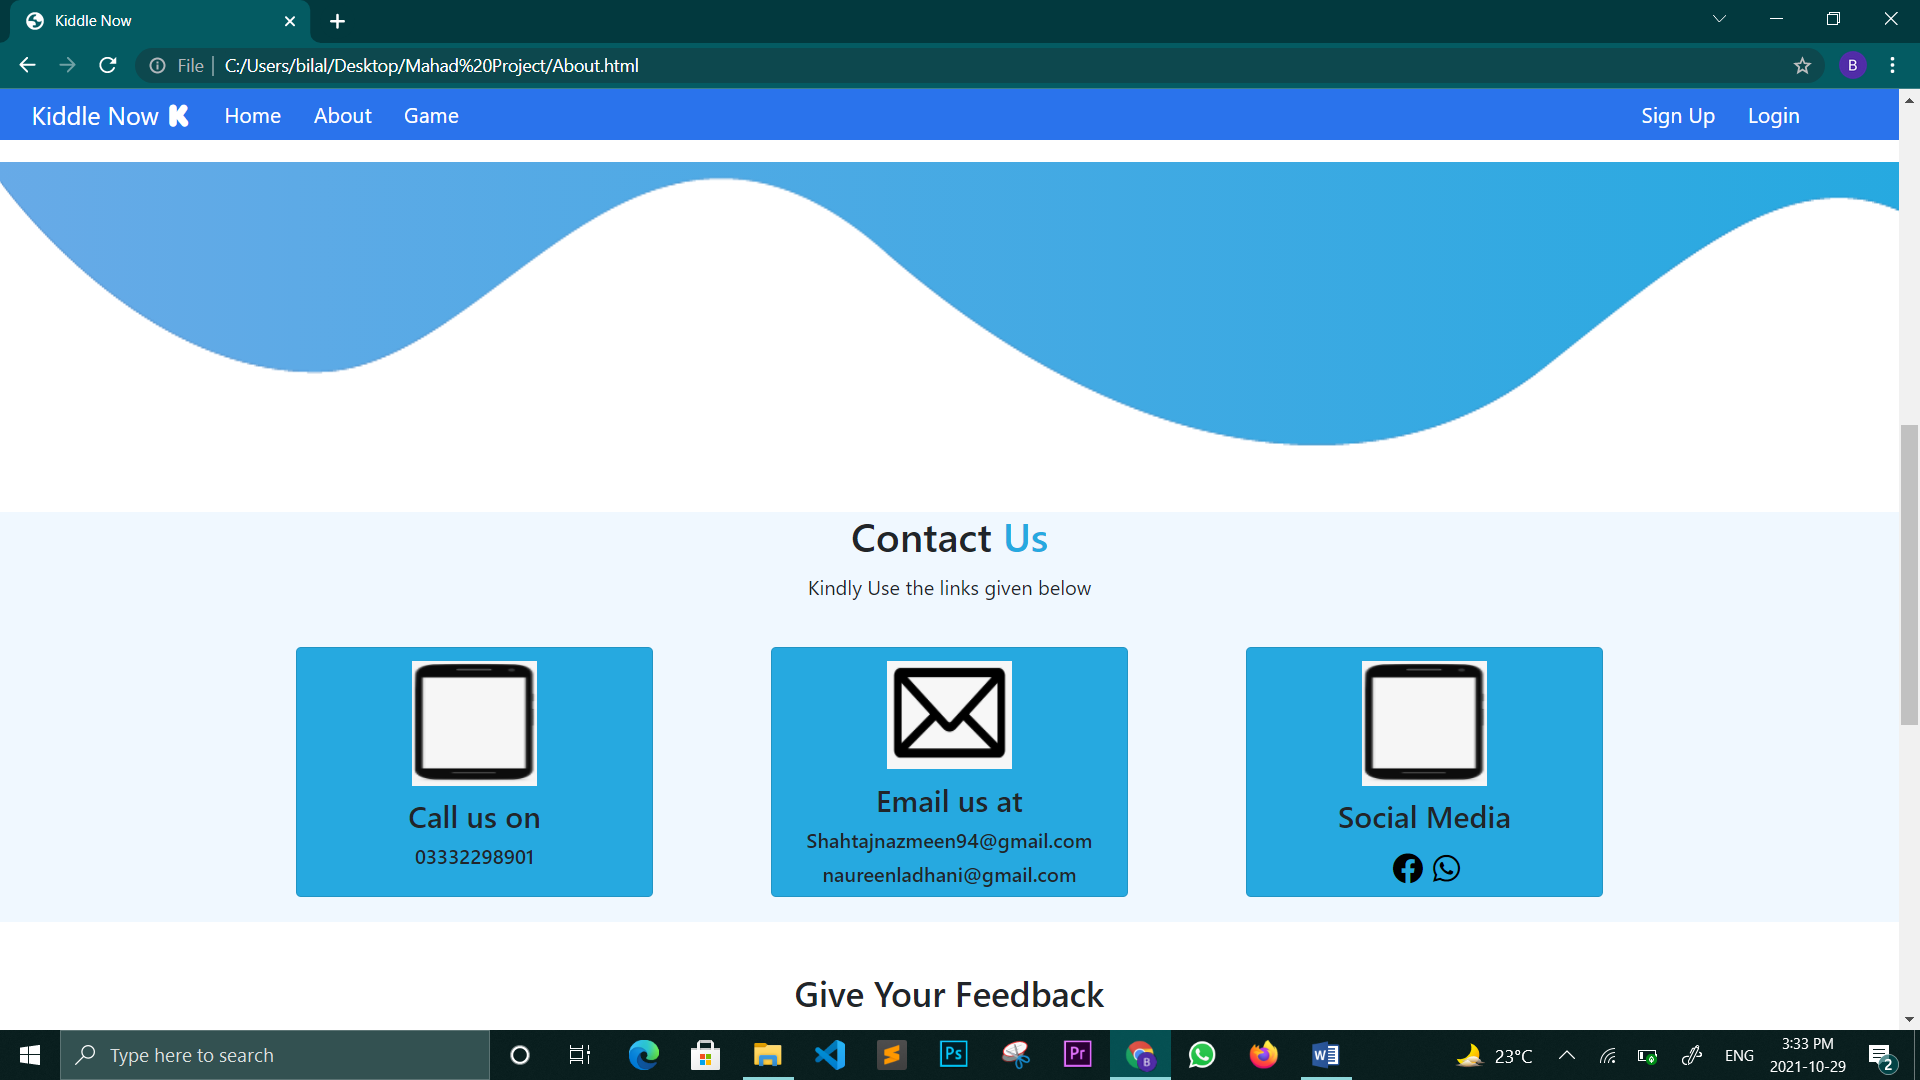 Kiddle Now
File | C:/Users/bilal/Desktop/Mahad%20Project/About.html
B
Kiddle Now K Home About Game Sign Up Login
Contact Us
Kindly Use the links given below
Call us on
03332298901
Email us at
Shahtajnazmeen94@gmail.com
naureenladhani@gmail.com
Social Media
Give Your Feedback
Type here to search
Ps
Pr
B
W
23°C
ENG
3:33 PM
2021-10-29
2